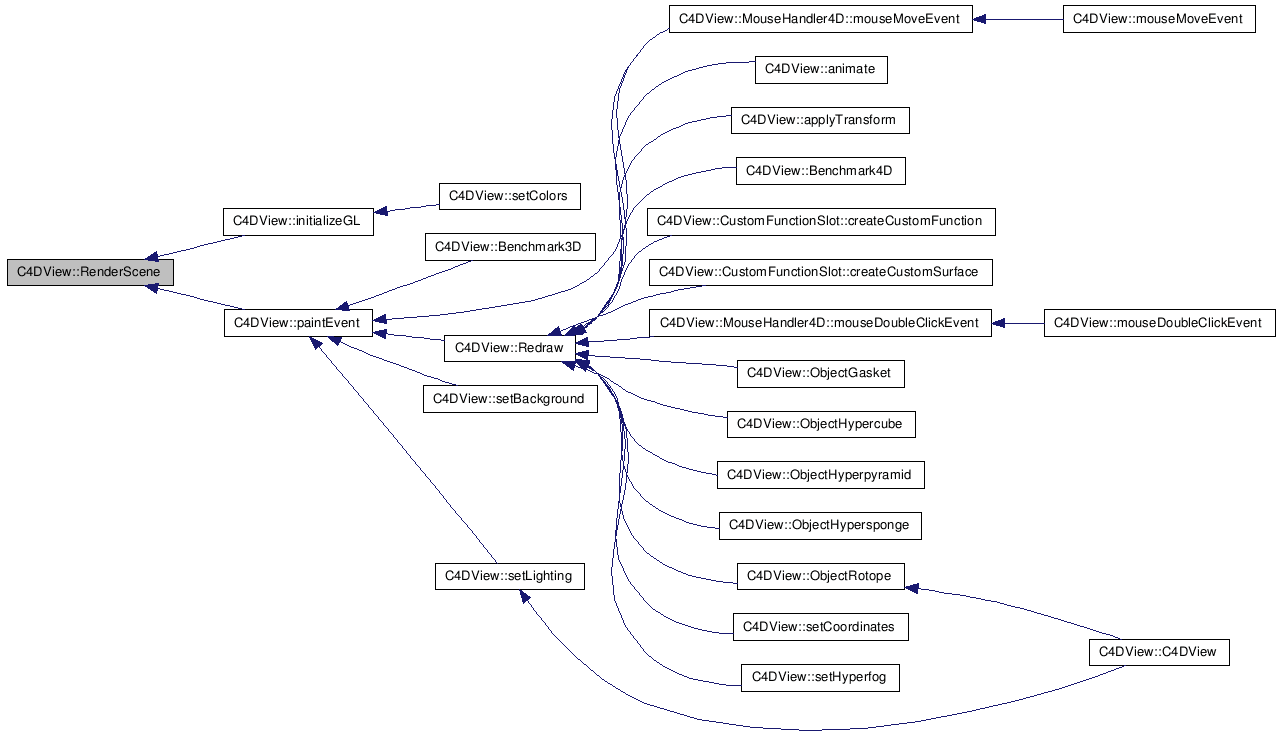 C4DView::MouseHandler4D::mouseMoveEvent
C4DView::mouseMoveEvent
C4DView::animate
C4DView::applyTransform
C4DView::Benchmark4D
C4DView::setColors
C4DView::initializeGL
C4DView::CustomFunctionSlot::createCustomFunction
C4DView::Benchmark3D
C4DView::RenderScene
C4DView::CustomFunctionSlot::createCustomSurface
C4DView::paintEvent
C4DView::MouseHandler4D::mouseDoubleClickEvent
C4DView::mouseDoubleClickEvent
C4DView::Redraw
C4DView::ObjectGasket
C4DView::setBackground
C4DView::ObjectHypercube
C4DView::ObjectHyperpyramid
C4DView::ObjectHypersponge
C4DView::setLighting
C4DView::ObjectRotope
C4DView::setCoordinates
C4DView::C4DView
C4DView::setHyperfog